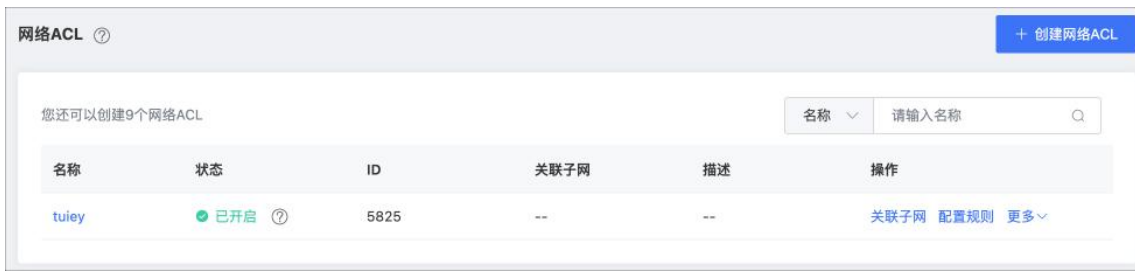 网络ACL ?
+ 创建网络ACL
您还可以创建9个网络ACL
名称 请输入名称
名称 状态 ID 关联子网 描述 操作
tuiey 已开启 ? 5825 -- -- 关联子网 配置规则 更多